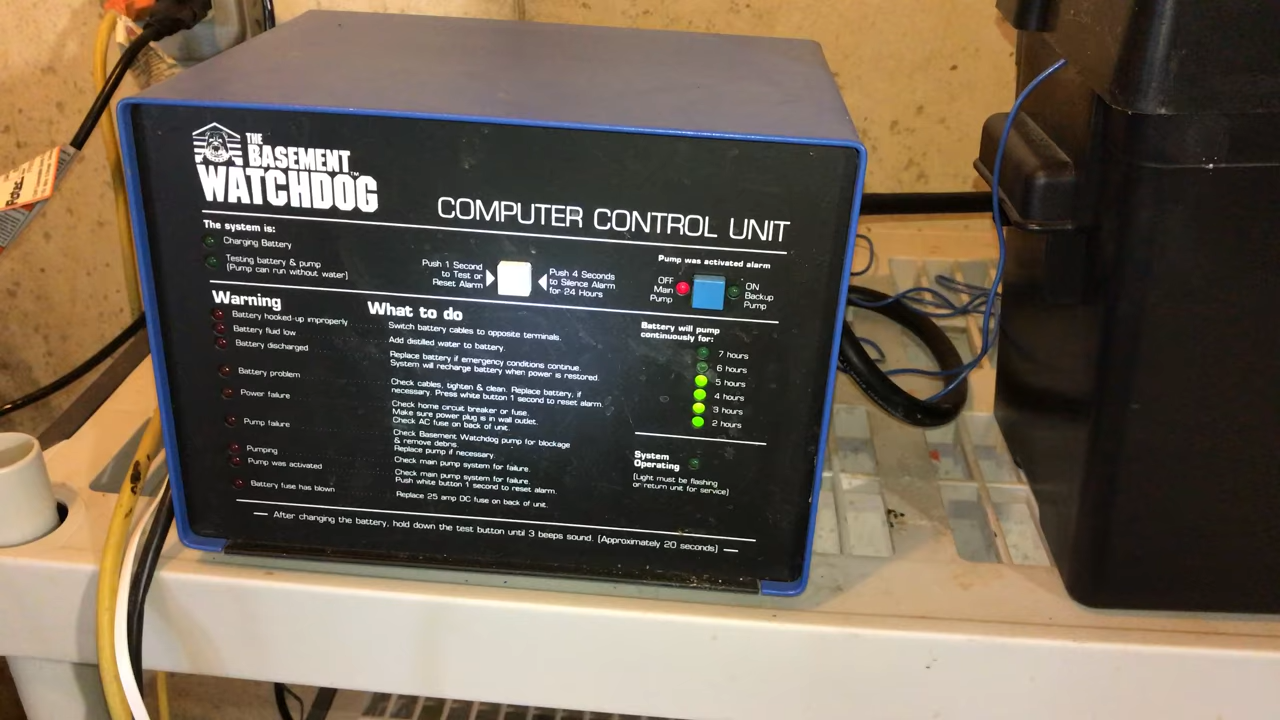 THE
BASEMENT
WATCHDOG™
COMPUTER CONTROL UNIT
The system is:
Charging Battery
Testing battery & pump
(Pump can run without water)
Push 1 Second
to Test or
Reset Alarm
Push 4 Seconds
to Silence Alarm
for 24 Hours
Pump was activated alarm
OFF
Main
Pump
ON
Backup
Pump
Warning
What to do
Battery hooked-up improperly
Switch battery cables to opposite terminals.
Battery fluid low
Add distilled water to battery.
Battery discharged
Replace battery if emergency conditions continue.
System will recharge battery when power is restored.
Battery problem
Check cables, tighten & clean. Replace battery, if
necessary. Press white button 1 second to reset alarm.
Power failure
Check home circuit breaker or fuse.
Make sure power plug is in wall outlet.
Check AC fuse on back of unit.
Pump failure
Check Basement Watchdog pump for blockage
& remove debris.
Replace pump if necessary.
Pumping
Check main pump system for failure.
Pump was activated
Check main pump system for failure.
Push white button 1 second to reset alarm.
Battery fuse has blown
Replace 25 amp DC fuse on back of unit.
Battery will pump
continuously for:
7 hours
6 hours
5 hours
4 hours
3 hours
2 hours
System
Operating
(Light must be flashing
or return unit for service)
After changing the battery, hold down the test button until 3 beeps sound. (Approximately 20 seconds)